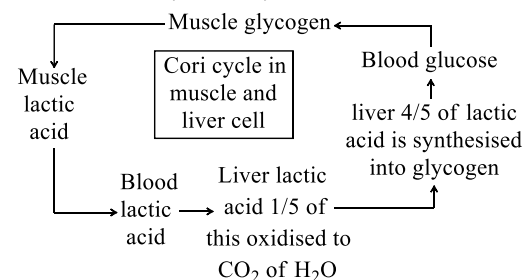 Muscle glycogen
Blood glucose
Cori cycle in
muscle and
liver cell
Muscle
lactic
acid
liver 4/5 of lactic
acid is synthesised
into glycogen
Blood
lactic
acid
Liver lactic
acid 1/5 of
this oxidised to
CO₂ of H₂O